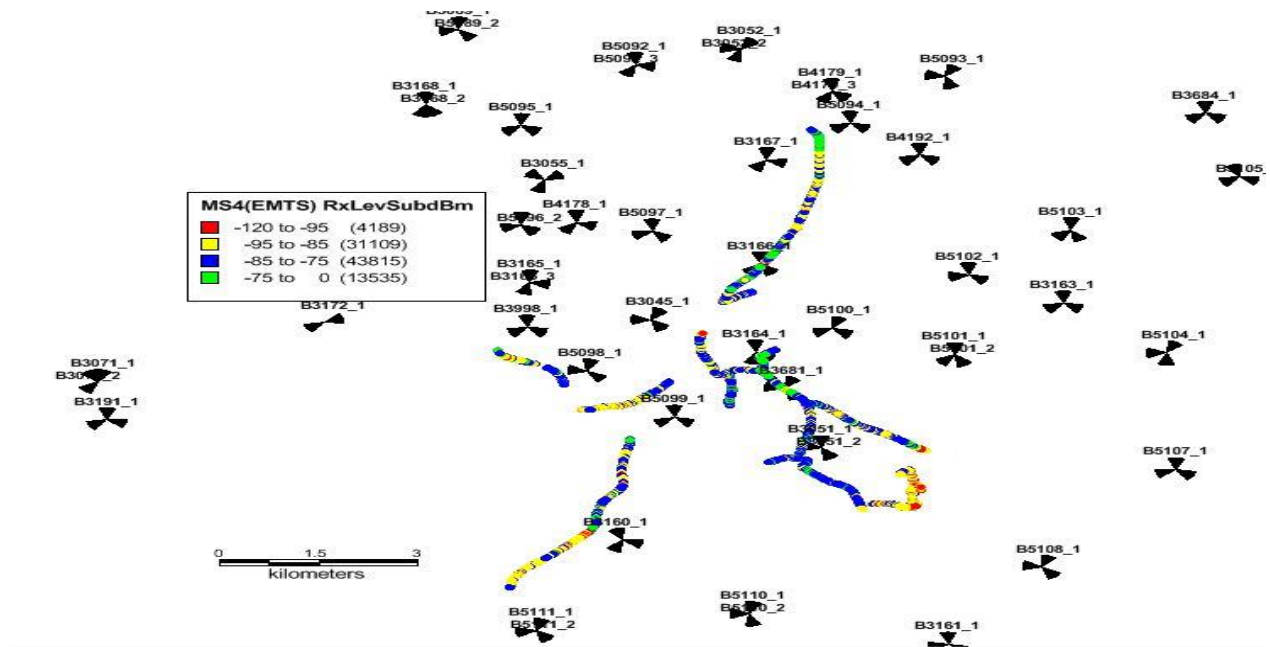 B5092_1
B3052_1
B5093_1
B3168_1
B4179_1
B3684_1
B5095_1
B5094_1
B3167_1
B4192_1
B3055_1
B4178_1
B5097_1
B5103_1
MS4(EMTS) RxLevSubdBm
-120 to -95 (4189)
-95 to -85 (31109)
-85 to -75 (43815)
-75 to 0 (13535)
B5102_1
B3165_1
B3163_1
B3172_1
B3998_1
B3045_1
B5100_1
B3164_1
B5101_1
B5104_1
B3071_1
B5098_1
B3681_1
B3191_1
B5099_1
B5107_1
0 1.5 3
kilometers
B5108_1
B5110_1
B5111_1
B3161_1